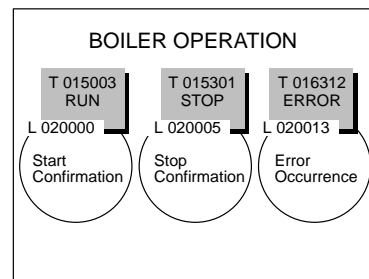 BOILER OPERATION
T 015003 T 015301 T 016312
RUN STOP ERROR
L 020000 L 020005 L 020013
Start Stop Error
Confirmation Confirmation Occurrence